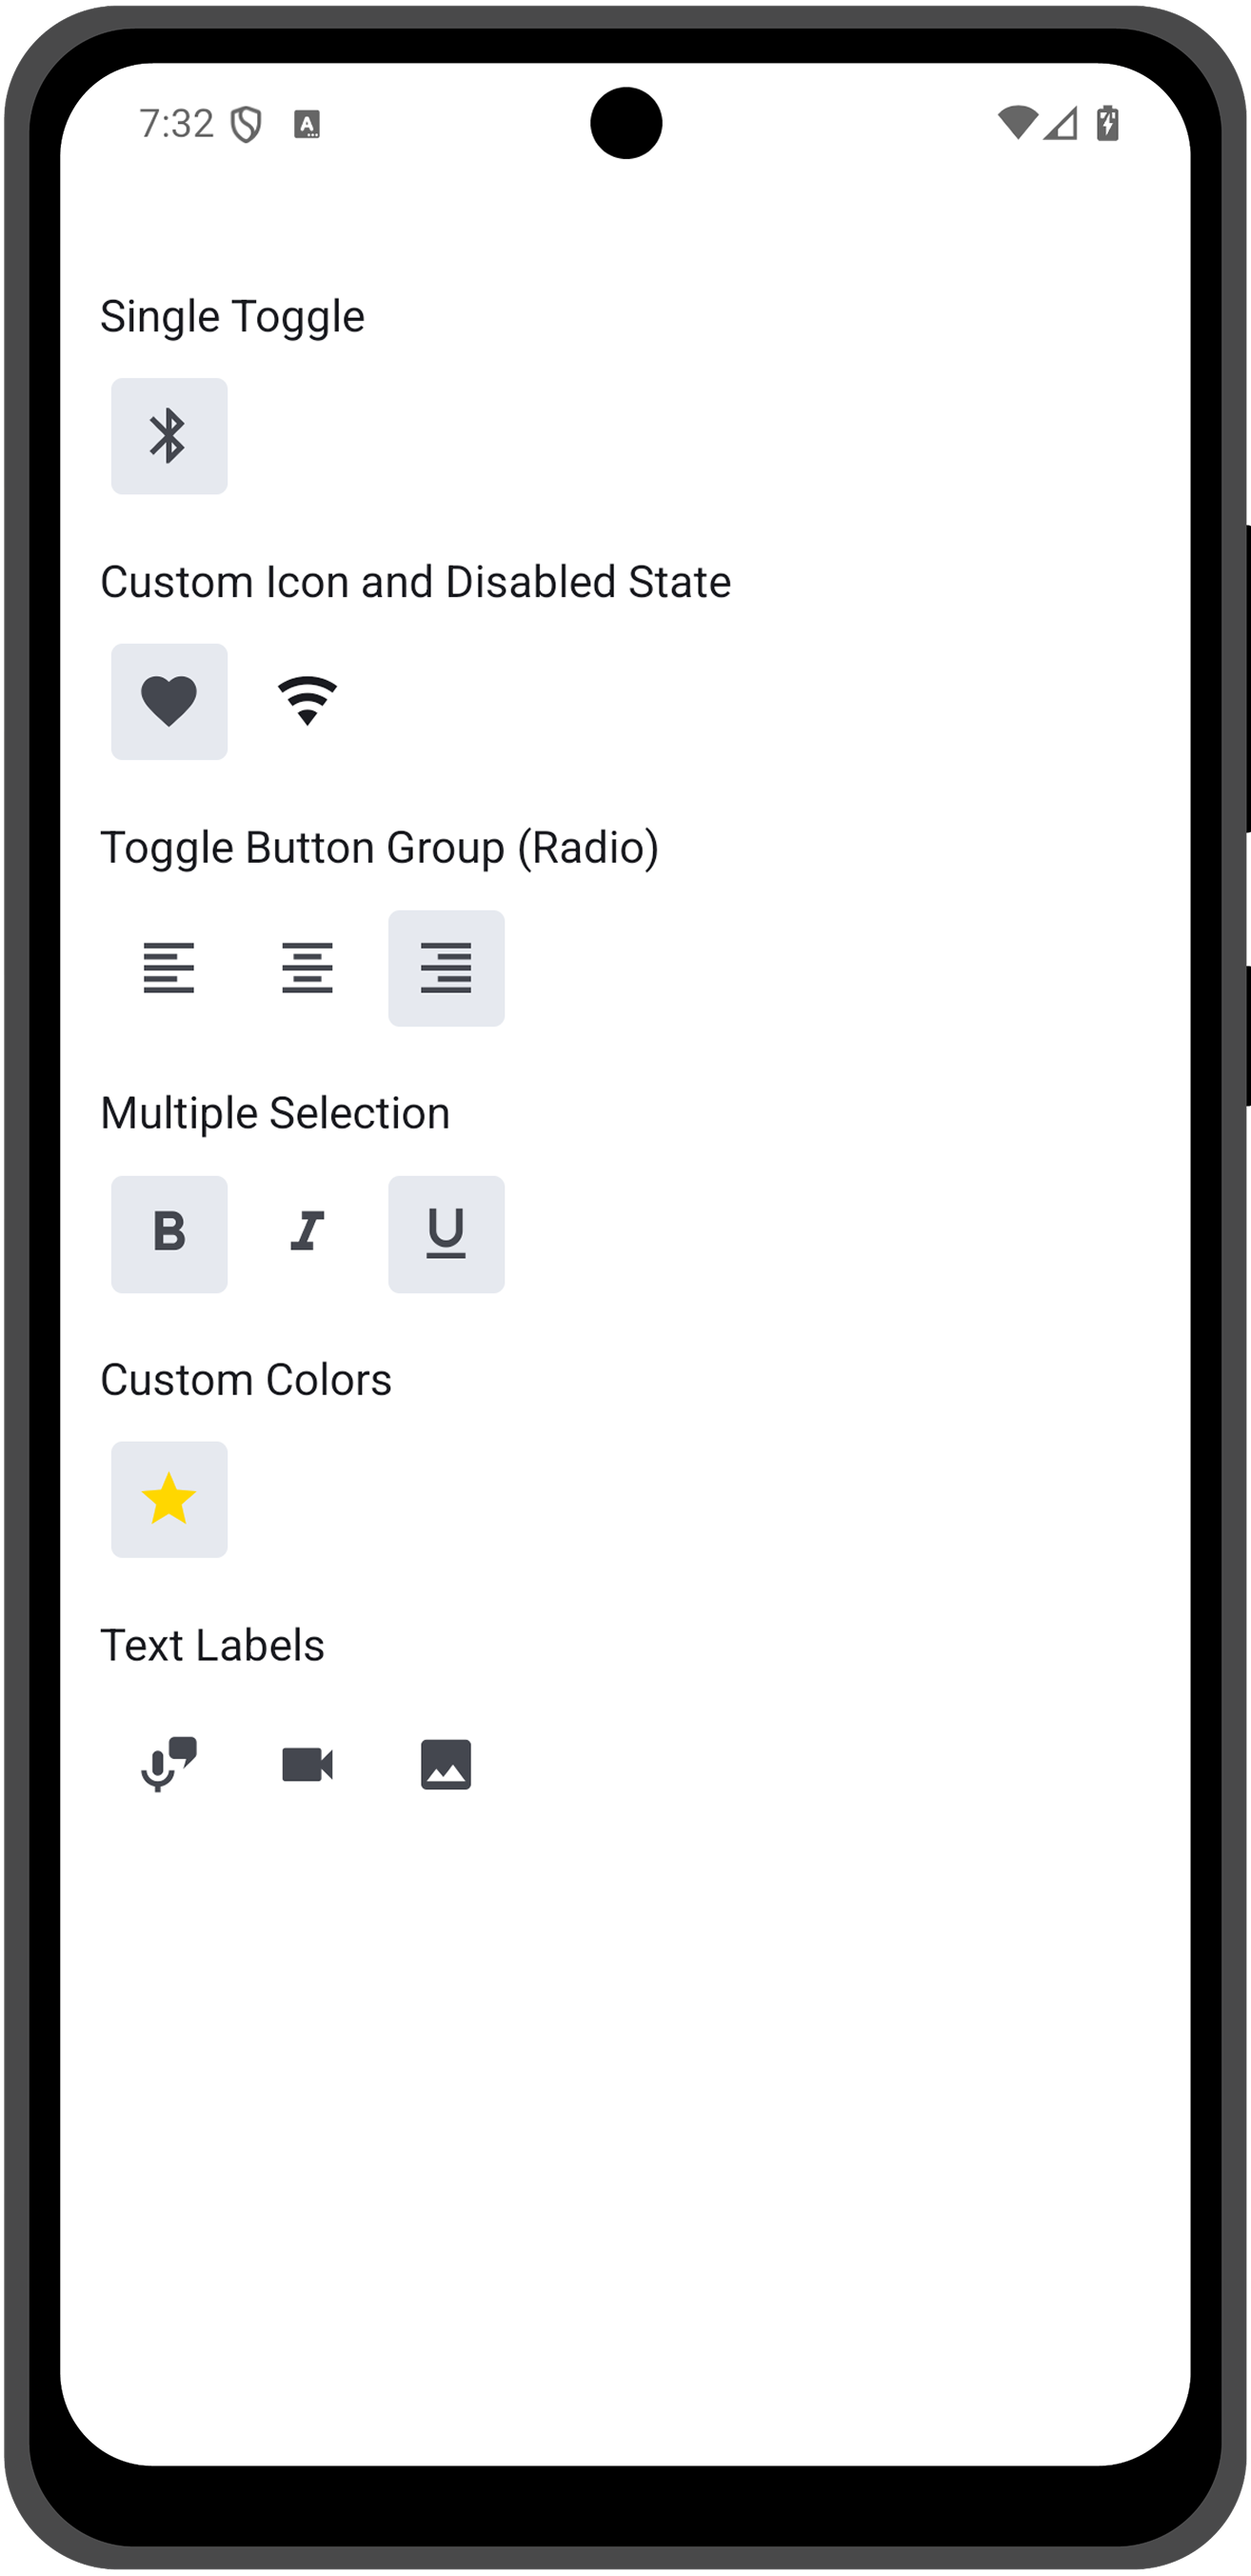 7:32
Single Toggle
Custom Icon and Disabled State
Toggle Button Group (Radio)
Multiple Selection
B I U
Custom Colors
Text Labels